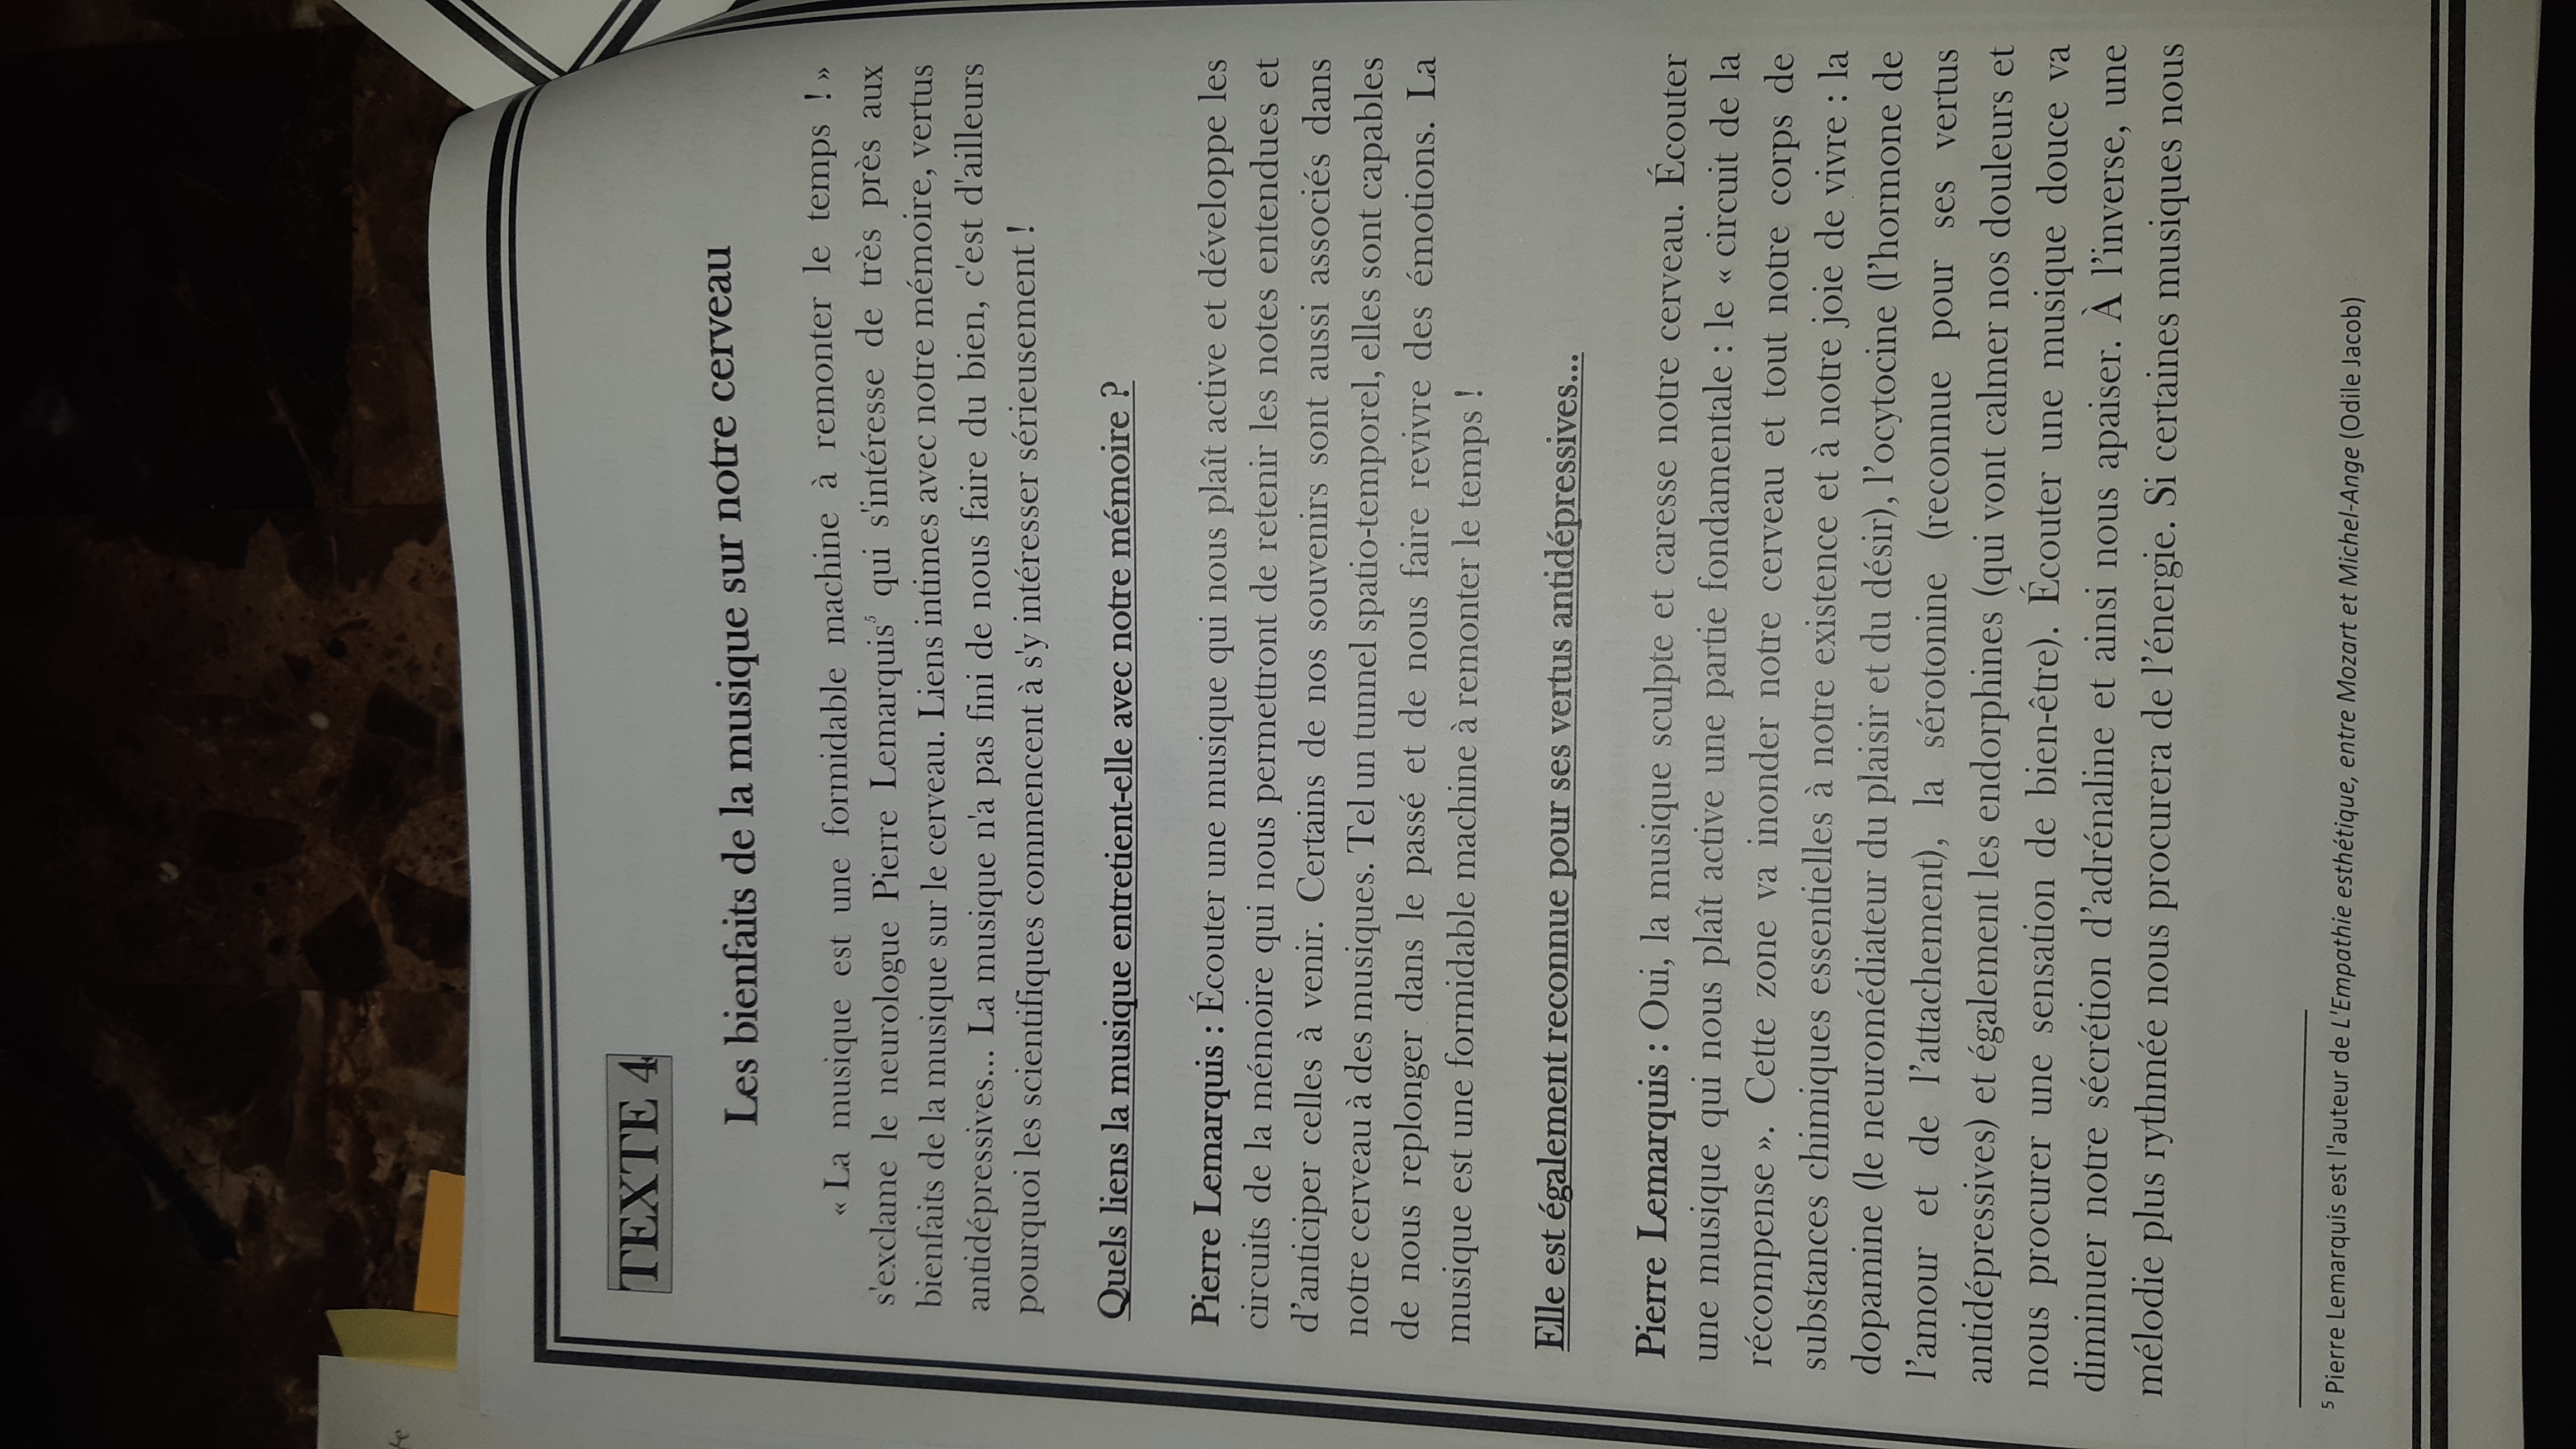 te
TEXTE 4
Les bienfaits de la musique sur notre cerveau
« La musique est une formidable machine à remonter le temps ! »
s'exclame le neurologue Pierre Lemarquis⁵ qui s'intéresse de très près aux
bienfaits de la musique sur le cerveau. Liens intimes avec notre mémoire, vertus
antidépressives... La musique n'a pas fini de nous faire du bien, c'est d'ailleurs
pourquoi les scientifiques commencent à s'y intéresser sérieusement !
Quels liens la musique entretient-elle avec notre mémoire ?
Pierre Lemarquis : Écouter une musique qui nous plaît active et développe les
circuits de la mémoire qui nous permettront de retenir les notes entendues et
d’anticiper celles à venir. Certains de nos souvenirs sont aussi associés dans
notre cerveau à des musiques. Tel un tunnel spatio-temporel, elles sont capables
de nous replonger dans le passé et de nous faire revivre des émotions. La
musique est une formidable machine à remonter le temps !
Elle est également reconnue pour ses vertus antidépressives...
Pierre Lemarquis : Oui, la musique sculpte et caresse notre cerveau. Écouter
une musique qui nous plaît active une partie fondamentale : le « circuit de la
récompense ». Cette zone va inonder notre cerveau et tout notre corps de
substances chimiques essentielles à notre existence et à notre joie de vivre : la
dopamine (le neuromédiateur du plaisir et du désir), l’ocytocine (l’hormone de
l’amour et de l’attachement), la sérotonine (reconnue pour ses vertus
antidépressives) et également les endorphines (qui vont calmer nos douleurs et
nous procurer une sensation de bien-être). Écouter une musique douce va
diminuer notre sécrétion d’adrénaline et ainsi nous apaiser. À l’inverse, une
mélodie plus rythmée nous procurera de l’énergie. Si certaines musiques nous
⁵ Pierre Lemarquis est l'auteur de L'Empathie esthétique, entre Mozart et Michel-Ange (Odile Jacob)